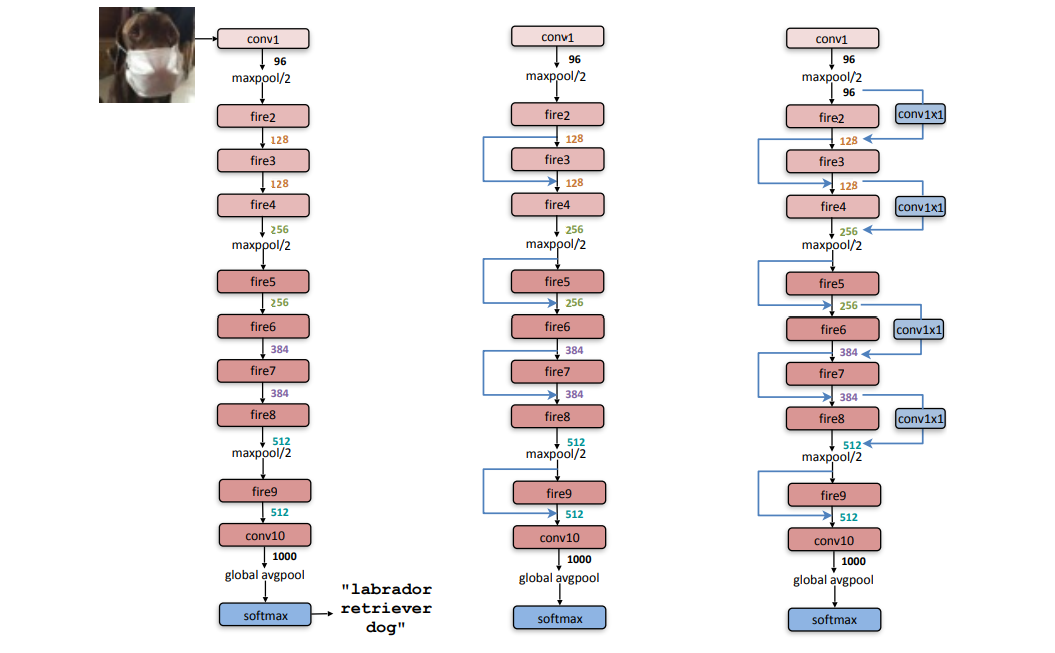 conv1
96
maxpool/2
fire2
128
fire3
128
fire4
256
maxpool/2
fire5
256
fire6
384
fire7
384
fire8
512
maxpool/2
fire9
512
conv10
1000
global avgpool
softmax
"labrador
retriever
dog"
conv1
96
maxpool/2
fire2
128
fire3
128
fire4
256
maxpool/2
fire5
256
fire6
384
fire7
384
fire8
512
maxpool/2
fire9
512
conv10
1000
global avgpool
softmax
conv1
96
maxpool/2
96
fire2
conv1x1
128
fire3
128
fire4
conv1x1
256
maxpool/2
fire5
256
fire6
conv1x1
384
fire7
384
fire8
conv1x1
512
maxpool/2
fire9
512
conv10
1000
global avgpool
softmax